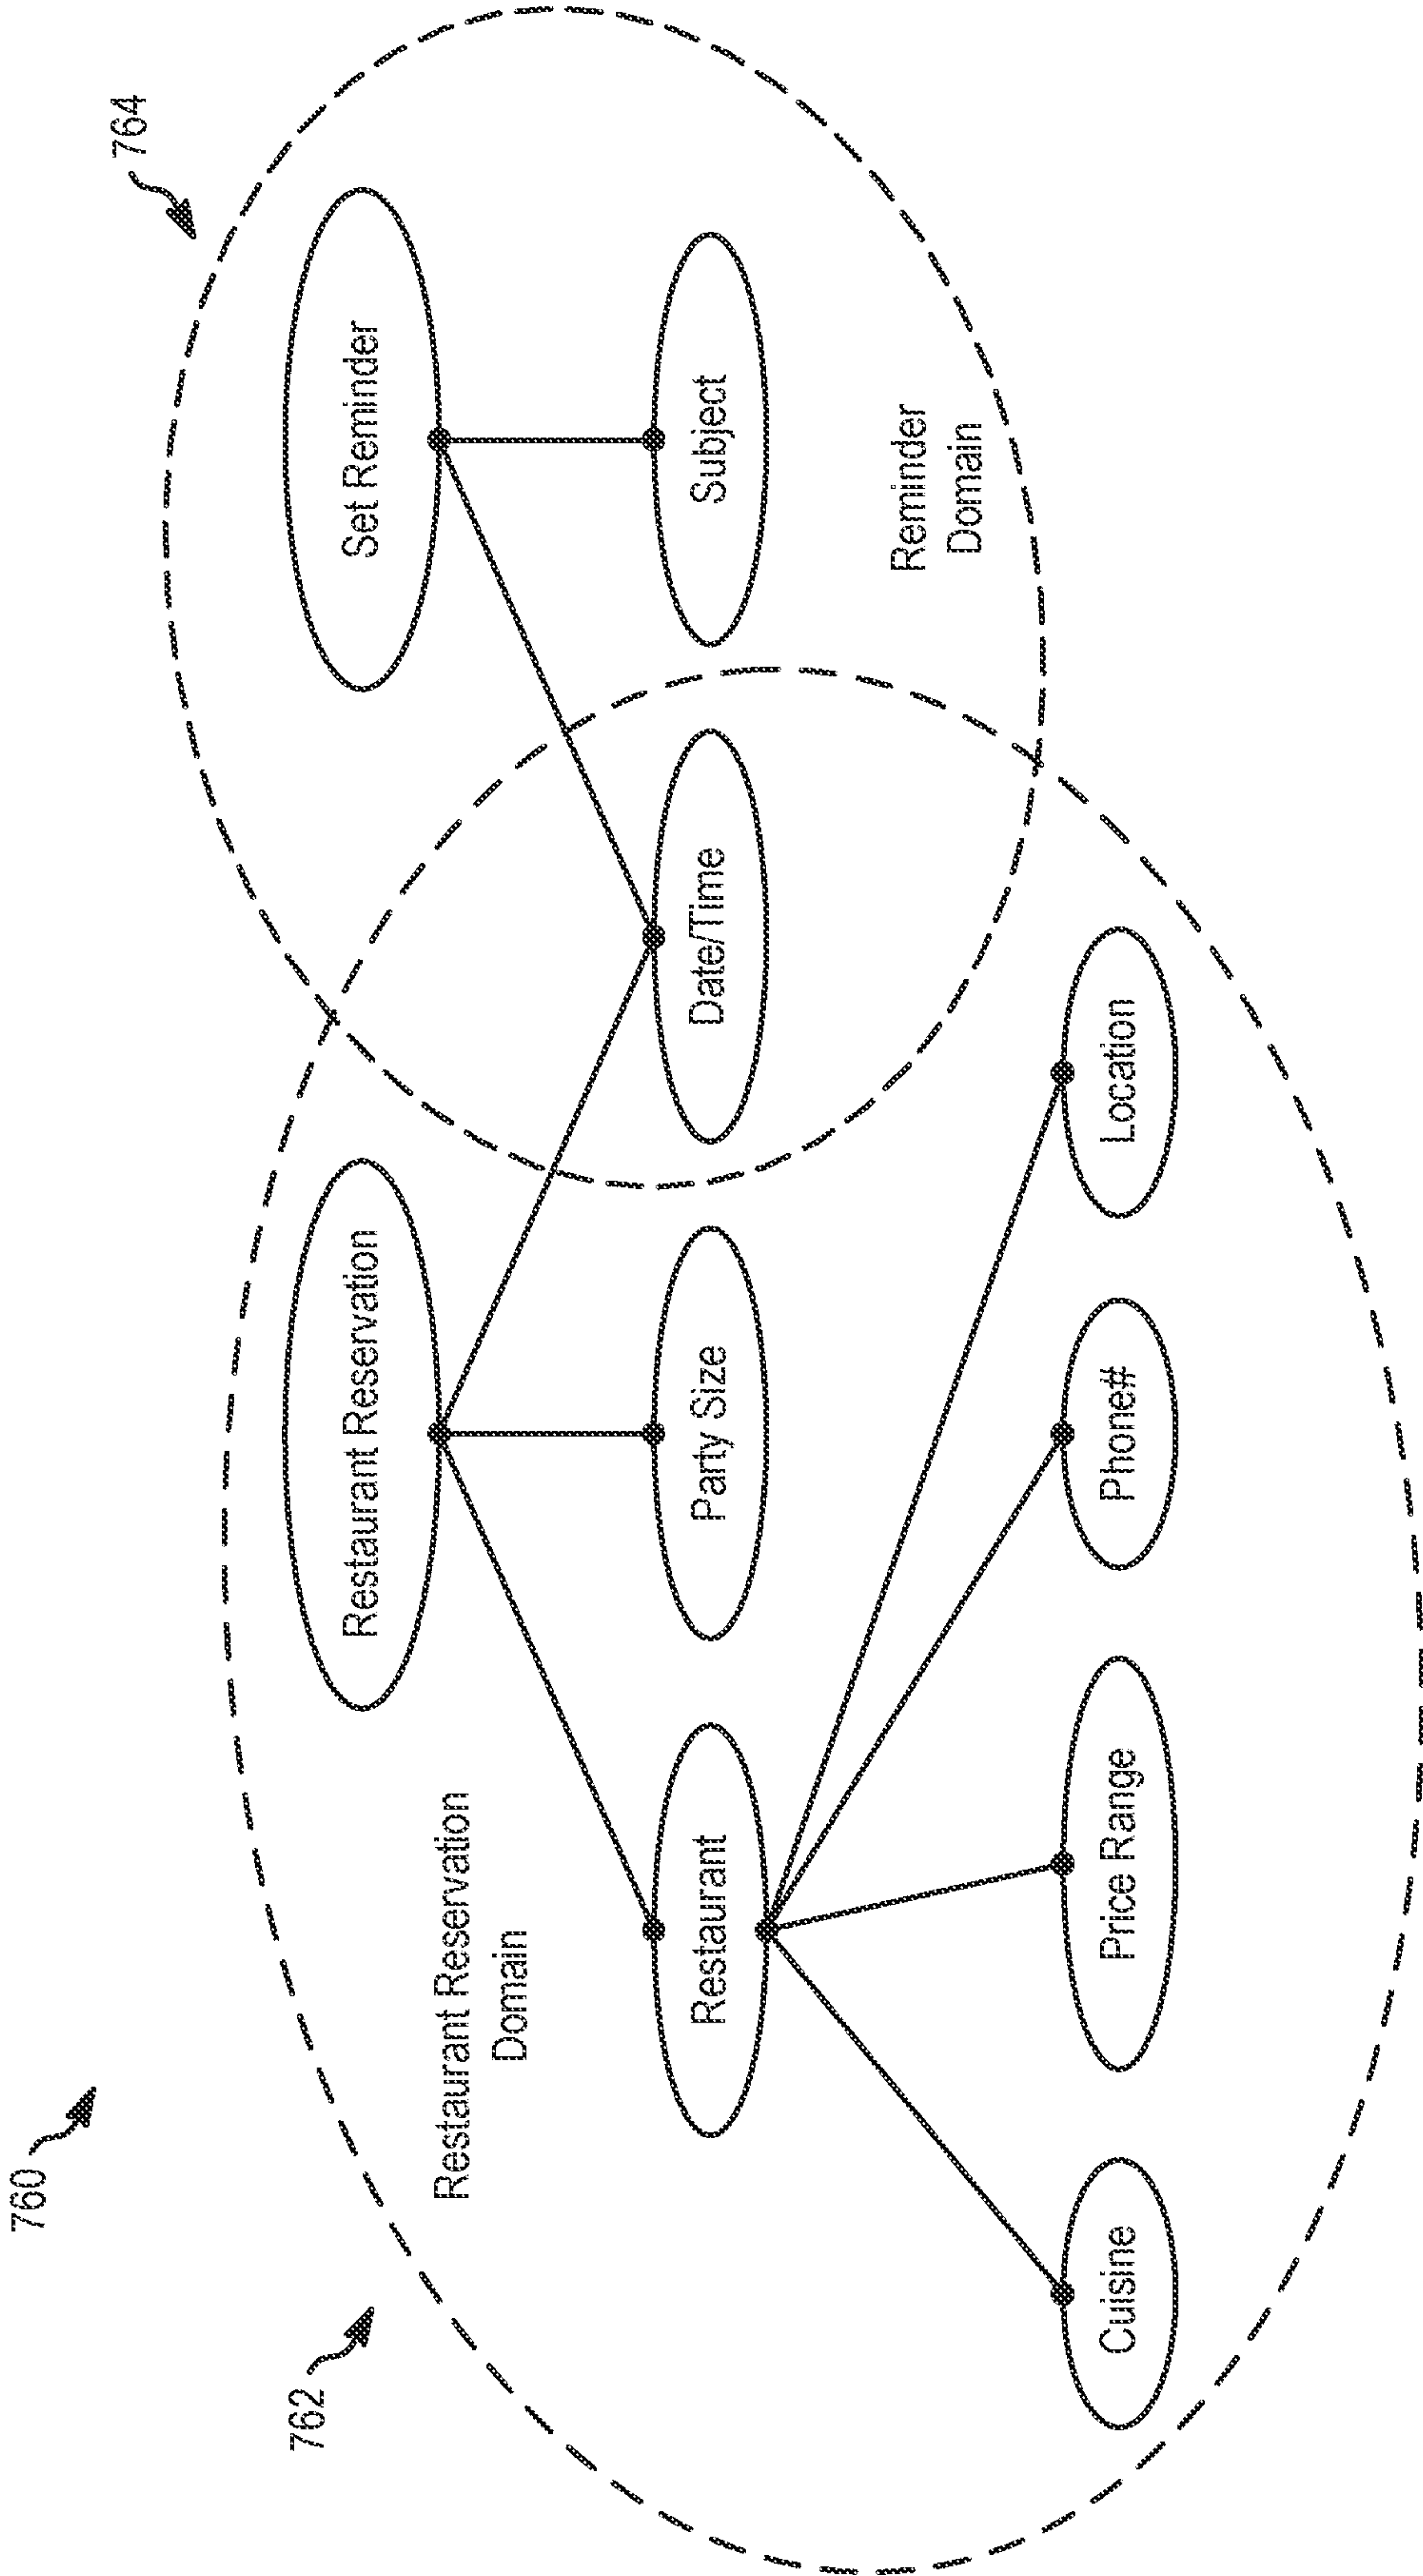 760
762
764
Restaurant Reservation
Set Reminder
Restaurant Reservation
Domain
Restaurant
Party Size
Date/Time
Subject
Reminder
Domain
Cuisine
Price Range
Phone#
Location